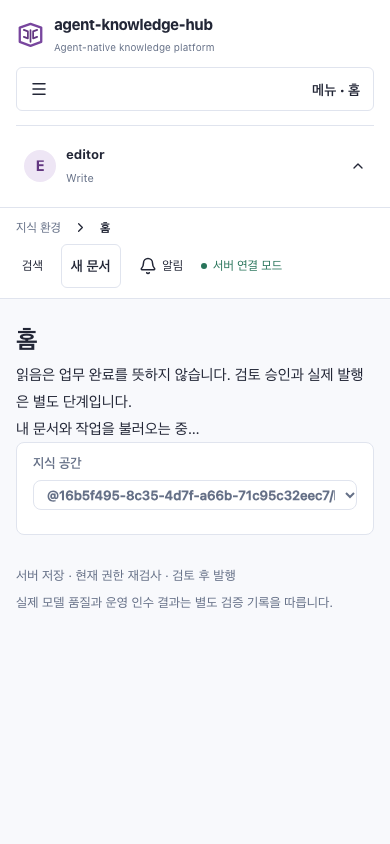 agent-knowledge-hub
Agent-native knowledge platform
메뉴 · 홈
E
editor
Write
지식 환경
홈
검색
새 문서
알림
서버 연결 모드
홈
읽음은 업무 완료를 뜻하지 않습니다. 검토 승인과 실제 발행
은 별도 단계입니다.
내 문서와 작업을 불러오는 중...
지식 공간
@16b5f495-8c35-4d7f-a66b-71c95c32eec7/
서버 저장 · 현재 권한 재검사 · 검토 후 발행
실제 모델 품질과 운영 인수 결과는 별도 검증 기록을 따릅니다.